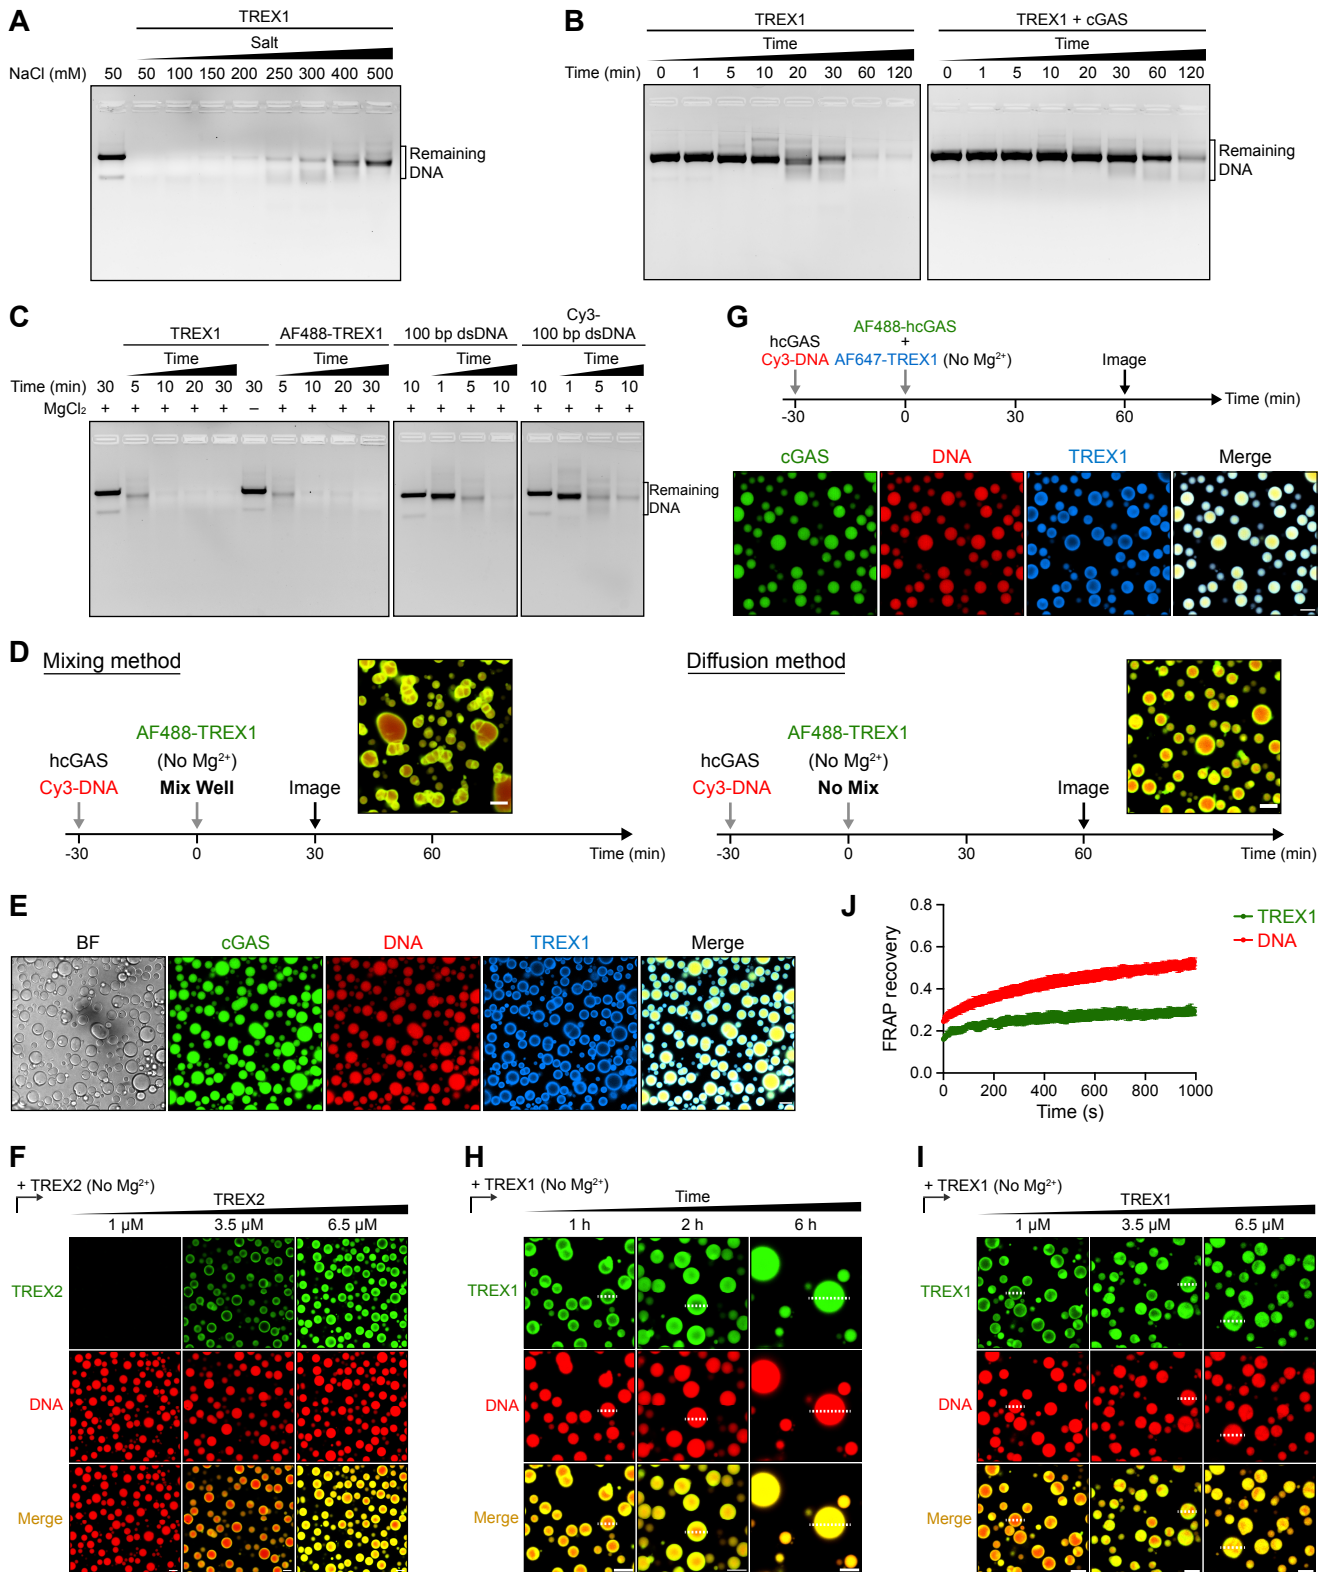 A
TREX1
Salt
NaCl (mM) 50 50 100 150 200 250 300 400 500
Remaining
DNA
B
TREX1
TREX1 + cGAS
Time
Time
Time (min) 0 1 5 10 20 30 60 120 0 1 5 10 20 30 60 120
Remaining
DNA
C
TREX1
AF488-TREX1
100 bp dsDNA
Cy3-
100 bp dsDNA
Time
Time
Time
Time
Time (min) 30 5 10 20 30 30 5 10 20 30 10 1 5 10 10 1 5 10
MgCl₂ + + + + + – + + + + + + + + + + + +
Remaining
DNA
G
AF488-hcGAS
hcGAS
+
Cy3-DNA
AF647-TREX1 (No Mg²⁺)
Image
Time (min)
-30 0 30 60
cGAS DNA TREX1 Merge
D
Mixing method
AF488-TREX1
hcGAS
(No Mg²⁺)
Cy3-DNA
Mix Well
Image
-30 0 30 60 Time (min)
Diffusion method
AF488-TREX1
hcGAS
(No Mg²⁺)
Cy3-DNA
No Mix
Image
-30 0 30 60 Time (min)
E
BF cGAS DNA TREX1 Merge
J
0.8
0.6
0.4
0.2
0.0
FRAP recovery
0 200 400 600 800 1000
Time (s)
TREX1
DNA
F
+ TREX2 (No Mg²⁺)
TREX2
1 μM 3.5 μM 6.5 μM
TREX2
DNA
Merge
H
+ TREX1 (No Mg²⁺)
Time
1 h 2 h 6 h
TREX1
DNA
Merge
I
+ TREX1 (No Mg²⁺)
TREX1
1 μM 3.5 μM 6.5 μM
TREX1
DNA
Merge